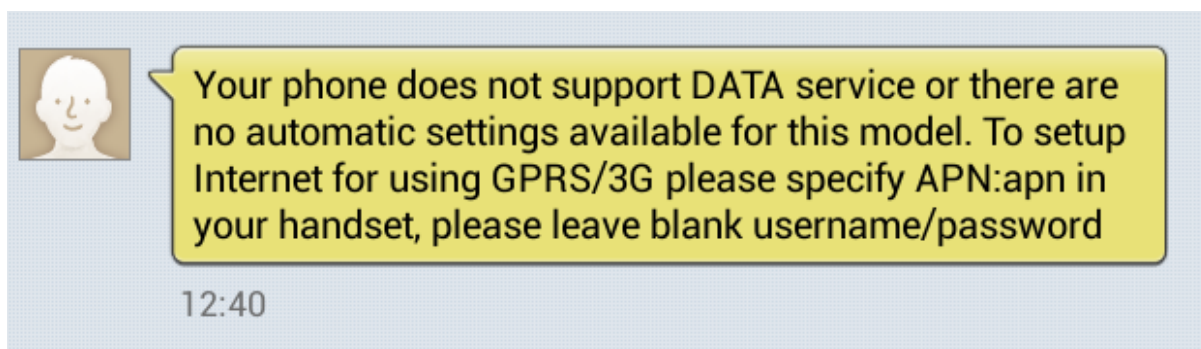 Your phone does not support DATA service or there are
no automatic settings available for this model. To setup
Internet for using GPRS/3G please specify APN:apn in
your handset, please leave blank username/password
12:40